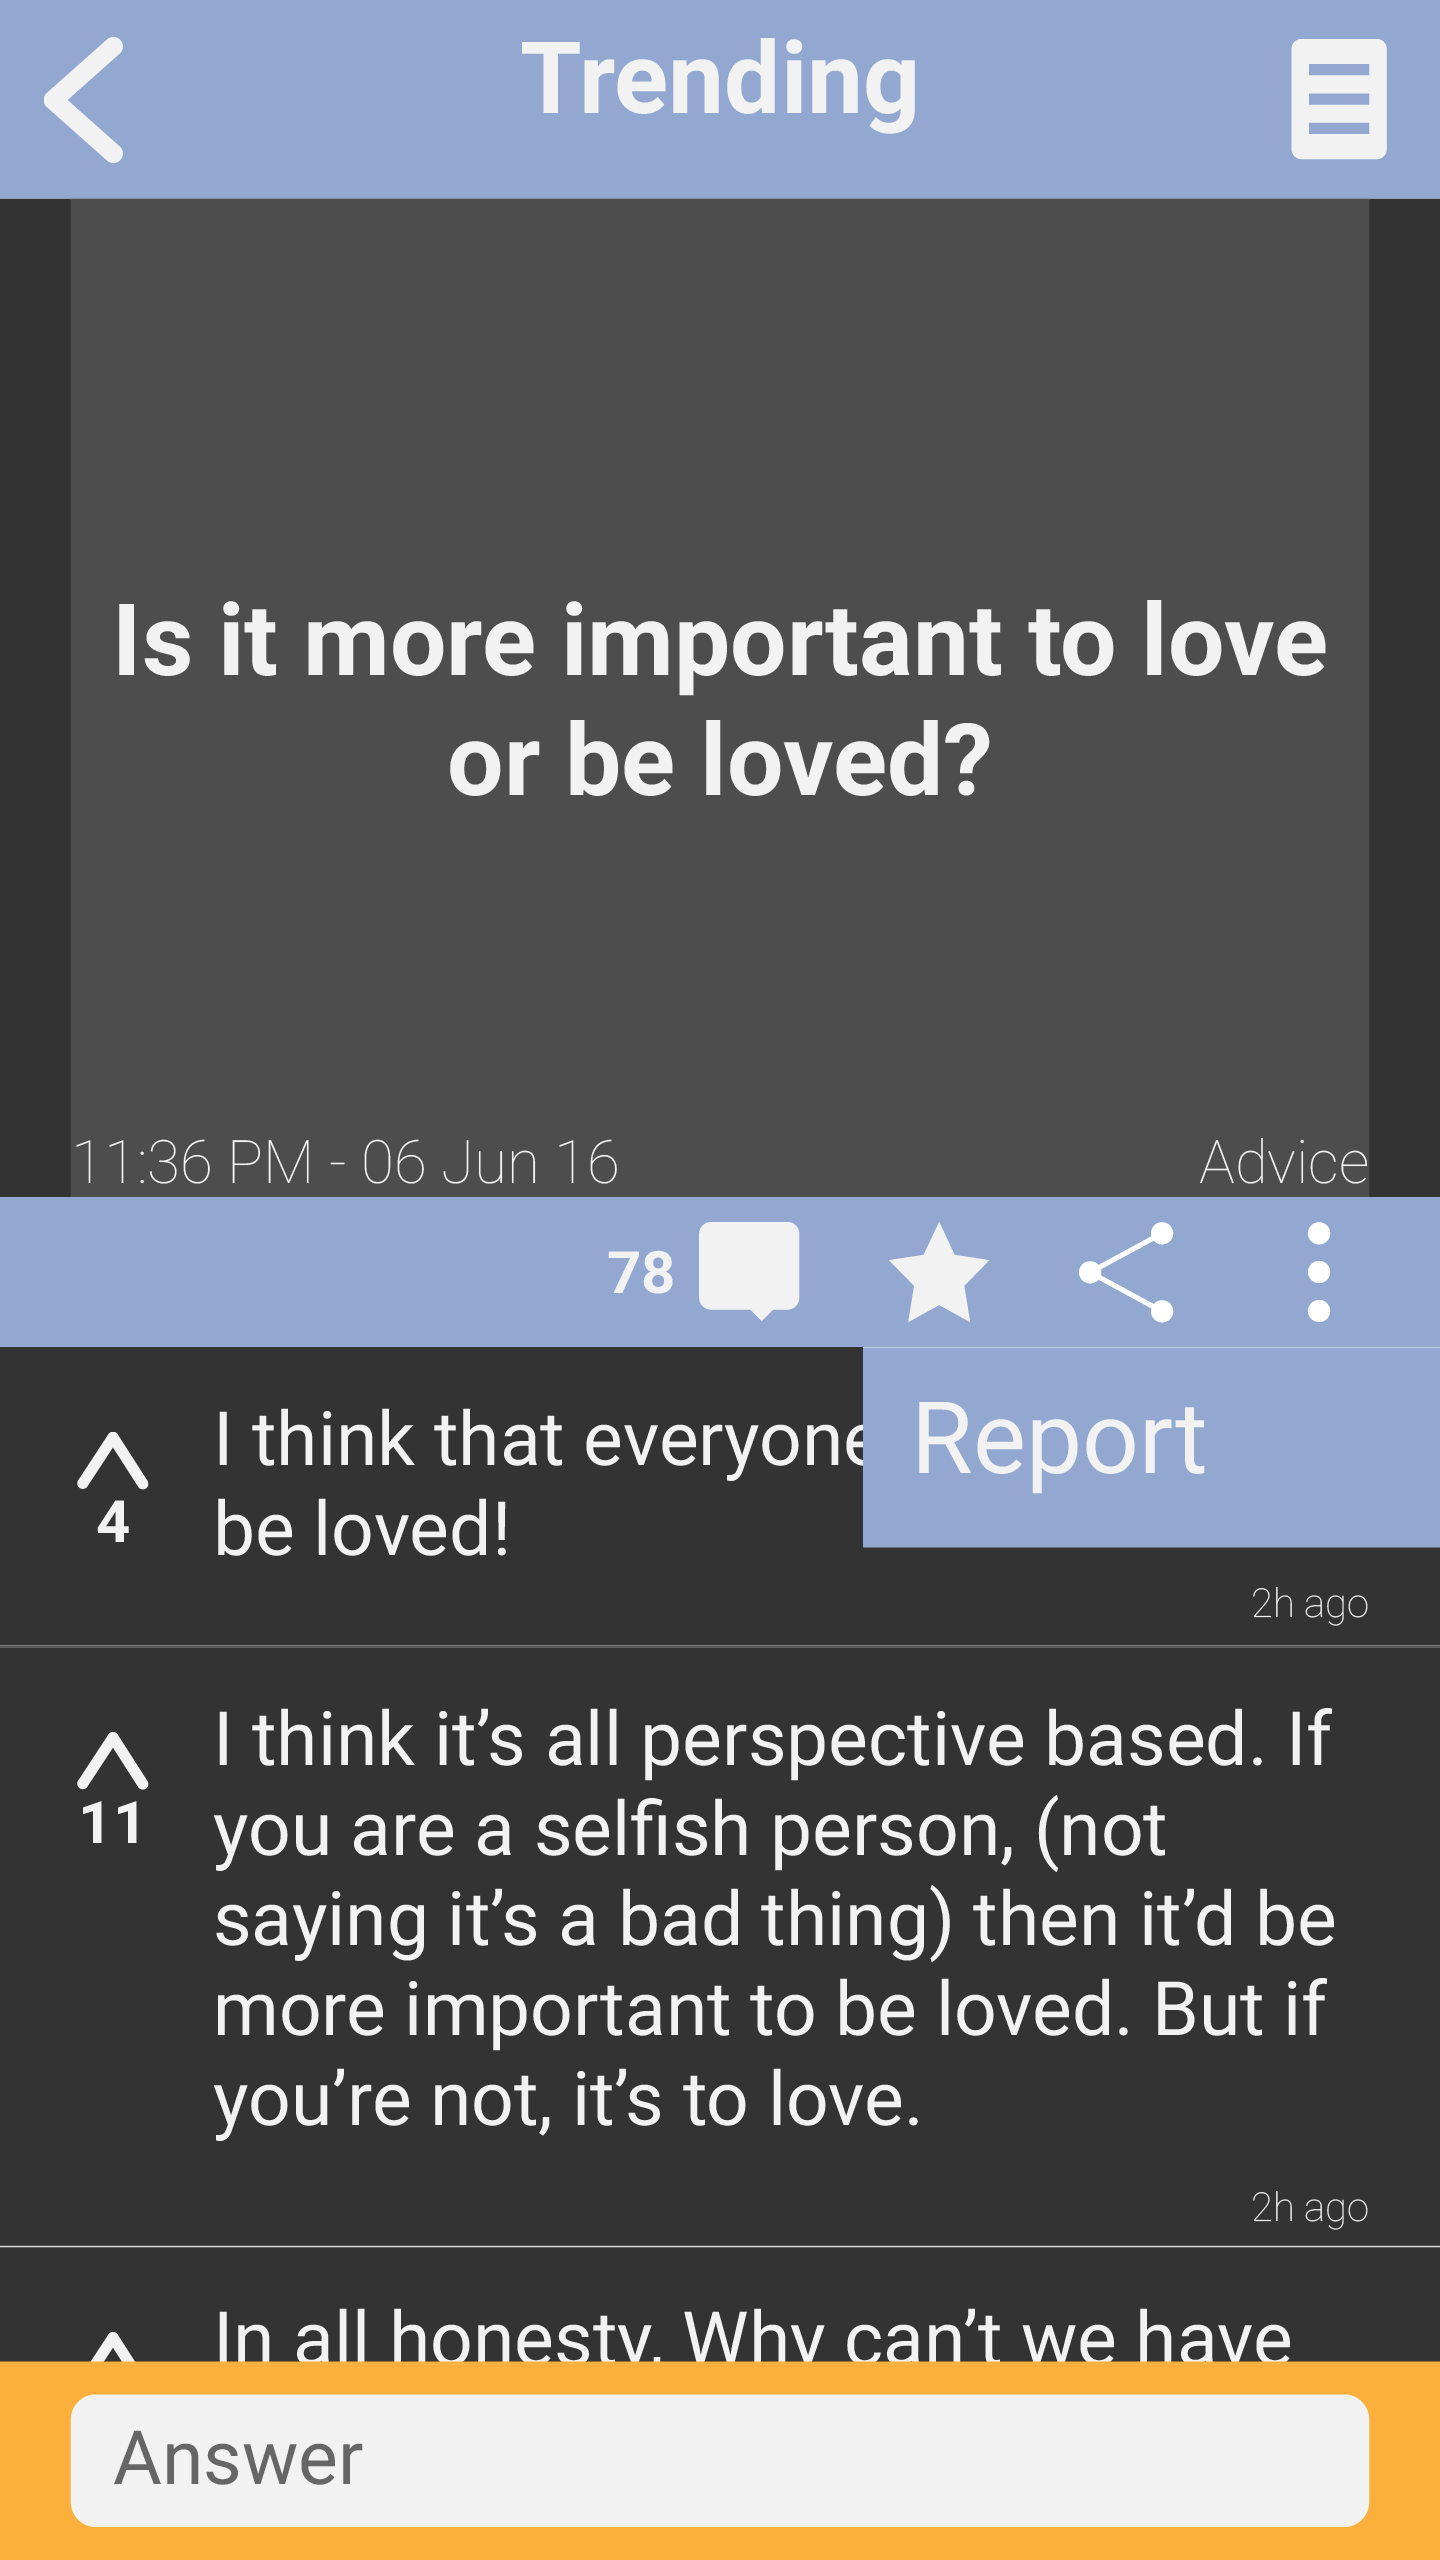 Trending
Is it more important to love
or be loved?
11:36 PM - 06 Jun 16
Advice
78
Report
I think that everyone
be loved!
4
2h ago
I think it’s all perspective based. If
you are a selfish person, (not
saying it’s a bad thing) then it’d be
more important to be loved. But if
you’re not, it’s to love.
11
2h ago
In all honesty. Why can’t we have
Answer